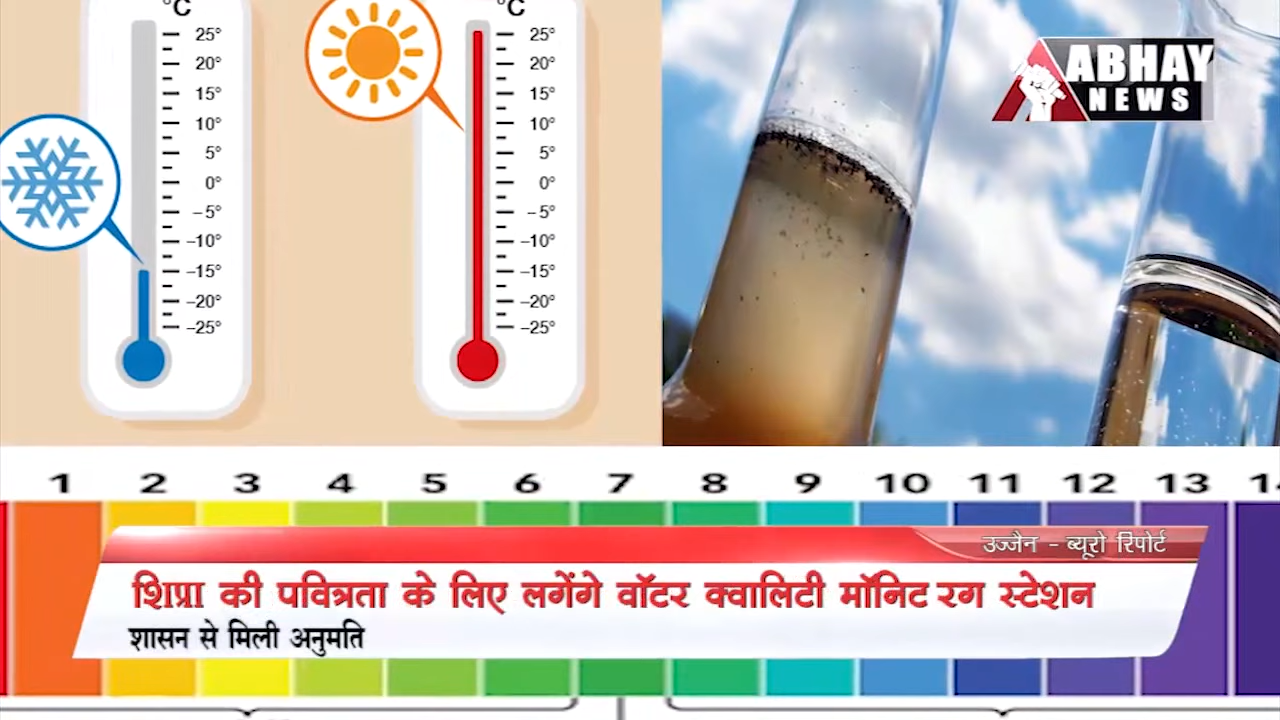 °C
25°
20°
15°
10°
5°
0°
–5°
–10°
–15°
–20°
–25°
°C
25°
20°
15°
10°
5°
0°
–5°
–10°
–15°
–20°
–25°
ABHAY
NEWS
1 2 3 4 5 6 7 8 9 10 11 12 13
उज्जैन - ब्यूरो रिपोर्ट
शिप्रा की पवित्रता के लिए लगेंगे वॉटर क्वालिटी मॉनिट रग स्टेशन
शासन से मिली अनुमति